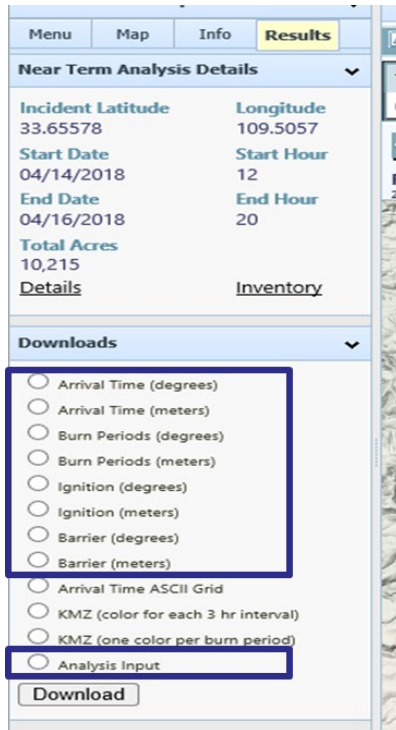 Menu Map Info Results
Near Term Analysis Details
Incident Latitude Longitude
33.65578 109.5057
Start Date Start Hour
04/14/2018 12
End Date End Hour
04/16/2018 20
Total Acres
10,215
Details Inventory
Downloads
Arrival Time (degrees)
Arrival Time (meters)
Burn Periods (degrees)
Burn Periods (meters)
Ignition (degrees)
Ignition (meters)
Barrier (degrees)
Barrier (meters)
Arrival Time ASCII Grid
KMZ (color for each 3 hr interval)
KMZ (one color per burn period)
Analysis Input
Download